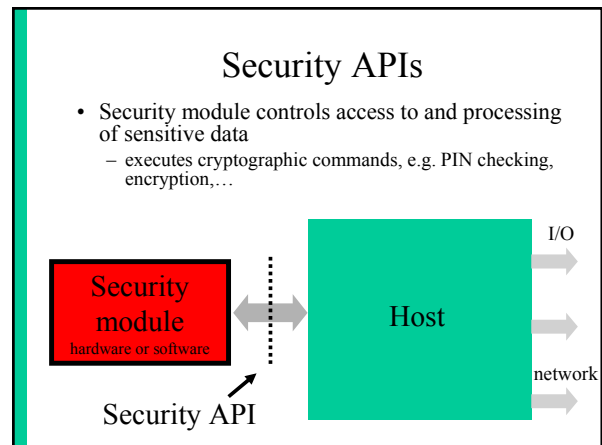 Security APIs
• Security module controls access to and processing
of sensitive data
– executes cryptographic commands, e.g. PIN checking,
encryption,…
I/O
Security
module
hardware or software
Host
network
Security API